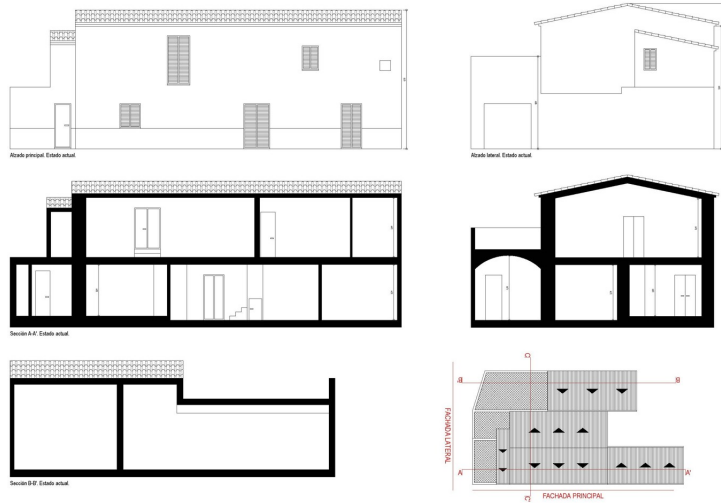 Alzado principal. Estado actual.
Alzado lateral. Estado actual.
Sección A-A'. Estado actual.
Sección B-B'. Estado actual.
C'
B'
B'
FACHADA LATERAL
A'
A'
C'
FACHADA PRINCIPAL